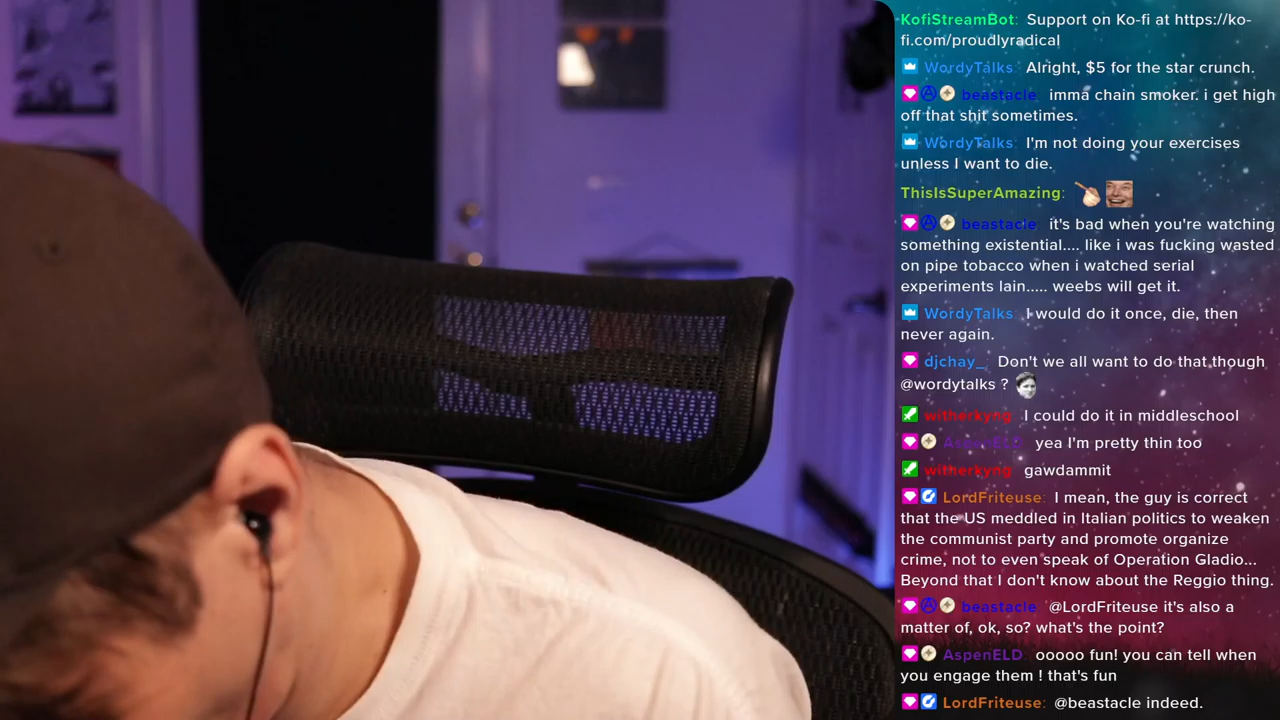 KofiStreamBot: Support on Ko-fi at https://ko-
fi.com/proudlyradical
WordyTalks: Alright, $5 for the star crunch.
beastacle: imma chain smoker. i get high
off that shit sometimes.
WordyTalks: I'm not doing your exercises
unless I want to die.
ThisIsSuperAmazing:
beastacle: it's bad when you're watching
something existential.... like i was fucking wasted
on pipe tobacco when i watched serial
experiments lain..... weebs will get it.
WordyTalks: I would do it once, die, then
never again.
djchay_: Don't we all want to do that though
@wordytalks ?
witherkyng: I could do it in middleschool
AspenELD: yea I'm pretty thin too
witherkyng: gawdammit
LordFriteuse: I mean, the guy is correct
that the US meddled in Italian politics to weaken
the communist party and promote organize
crime, not to even speak of Operation Gladio...
Beyond that I don't know about the Reggio thing.
beastacle: @LordFriteuse it's also a
matter of, ok, so? what's the point?
AspenELD: ooooo fun! you can tell when
you engage them ! that's fun
LordFriteuse: @beastacle indeed.